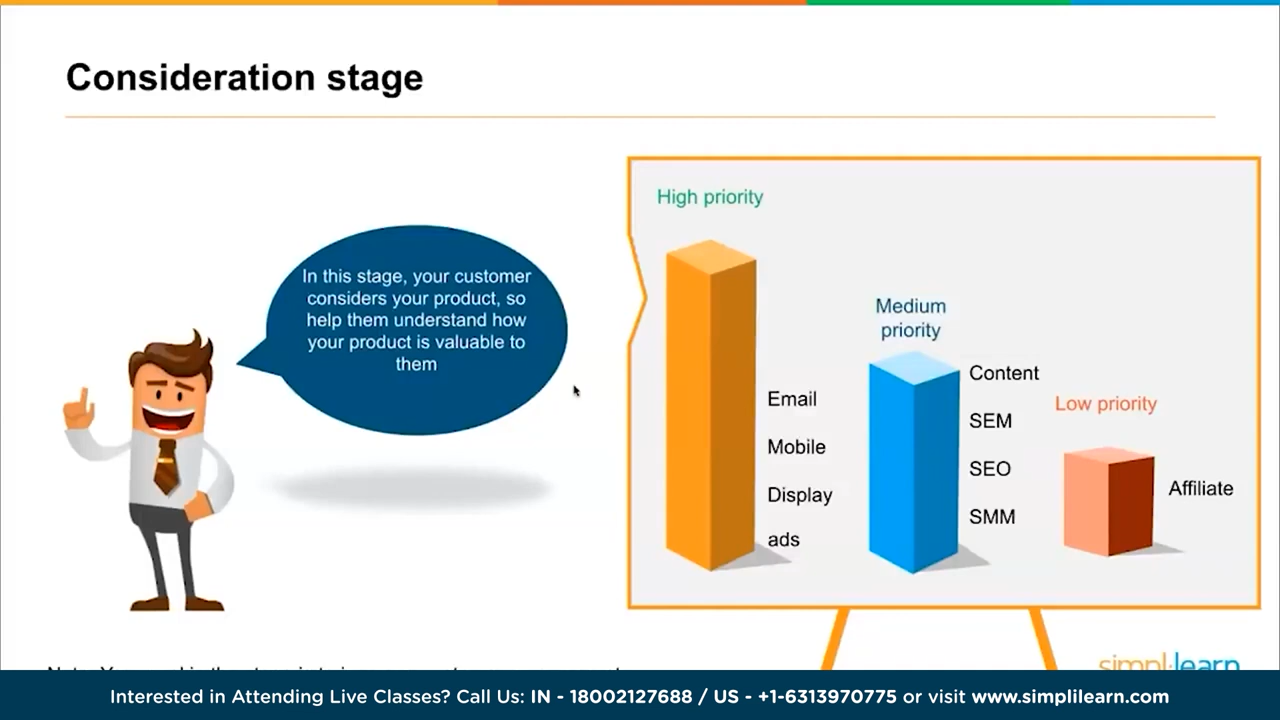 Consideration stage
In this stage, your customer
considers your product, so
help them understand how
your product is valuable to
them
High priority
Email
Mobile
Display
ads
Medium
priority
Content
SEM
SEO
SMM
Low priority
Affiliate
simplilearn
Interested in Attending Live Classes? Call Us: IN - 18002127688 / US - +1-6313970775 or visit www.simplilearn.com